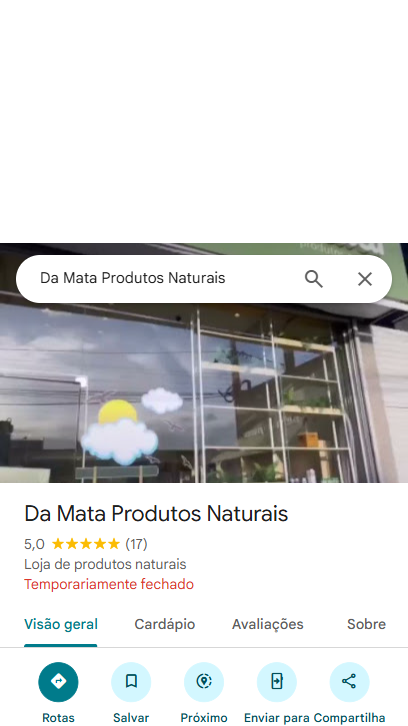 Da Mata Produtos Naturais
Da Mata Produtos Naturais
5,0 (17)
Loja de produtos naturais
Temporariamente fechado
Visão geral Cardápio Avaliações Sobre
Rotas Salvar Próximo Enviar para Compartilha